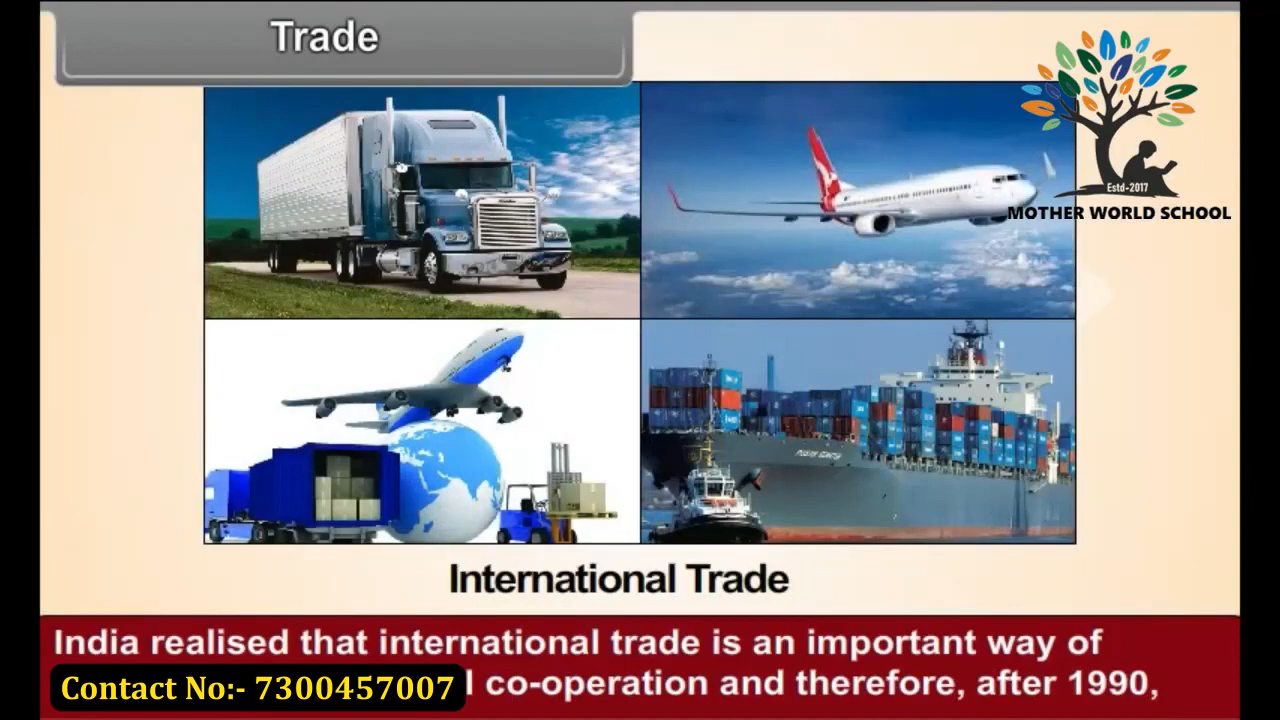 Trade
Estd-2017
MOTHER WORLD SCHOOL
International Trade
India realised that international trade is an important way of
co-operation and therefore, after 1990,
Contact No:- 7300457007